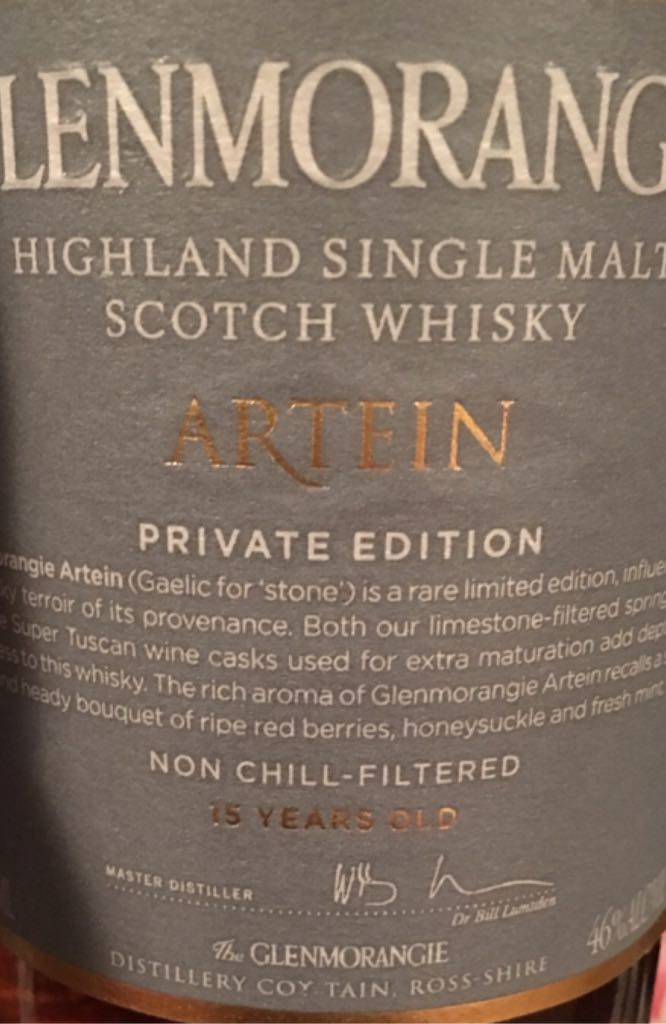 LENMORANG
HIGHLAND SINGLE MALT
SCOTCH WHISKY
ARTEIN
PRIVATE EDITION
orangie Artein (Gaelic for 'stone') is a rare limited edition, influe
ky terroir of its provenance. Both our limestone-filtered spring
e Super Tuscan wine casks used for extra maturation add dep
ess to this whisky. The rich aroma of Glenmorangie Artein recalls a
nd heady bouquet of ripe red berries, honeysuckle and fresh mint
NON CHILL-FILTERED
15 YEARS OLD
MASTER DISTILLER
Dr Bill Lumsden
46%
The GLENMORANGIE
DISTILLERY COY TAIN, ROSS-SHIRE